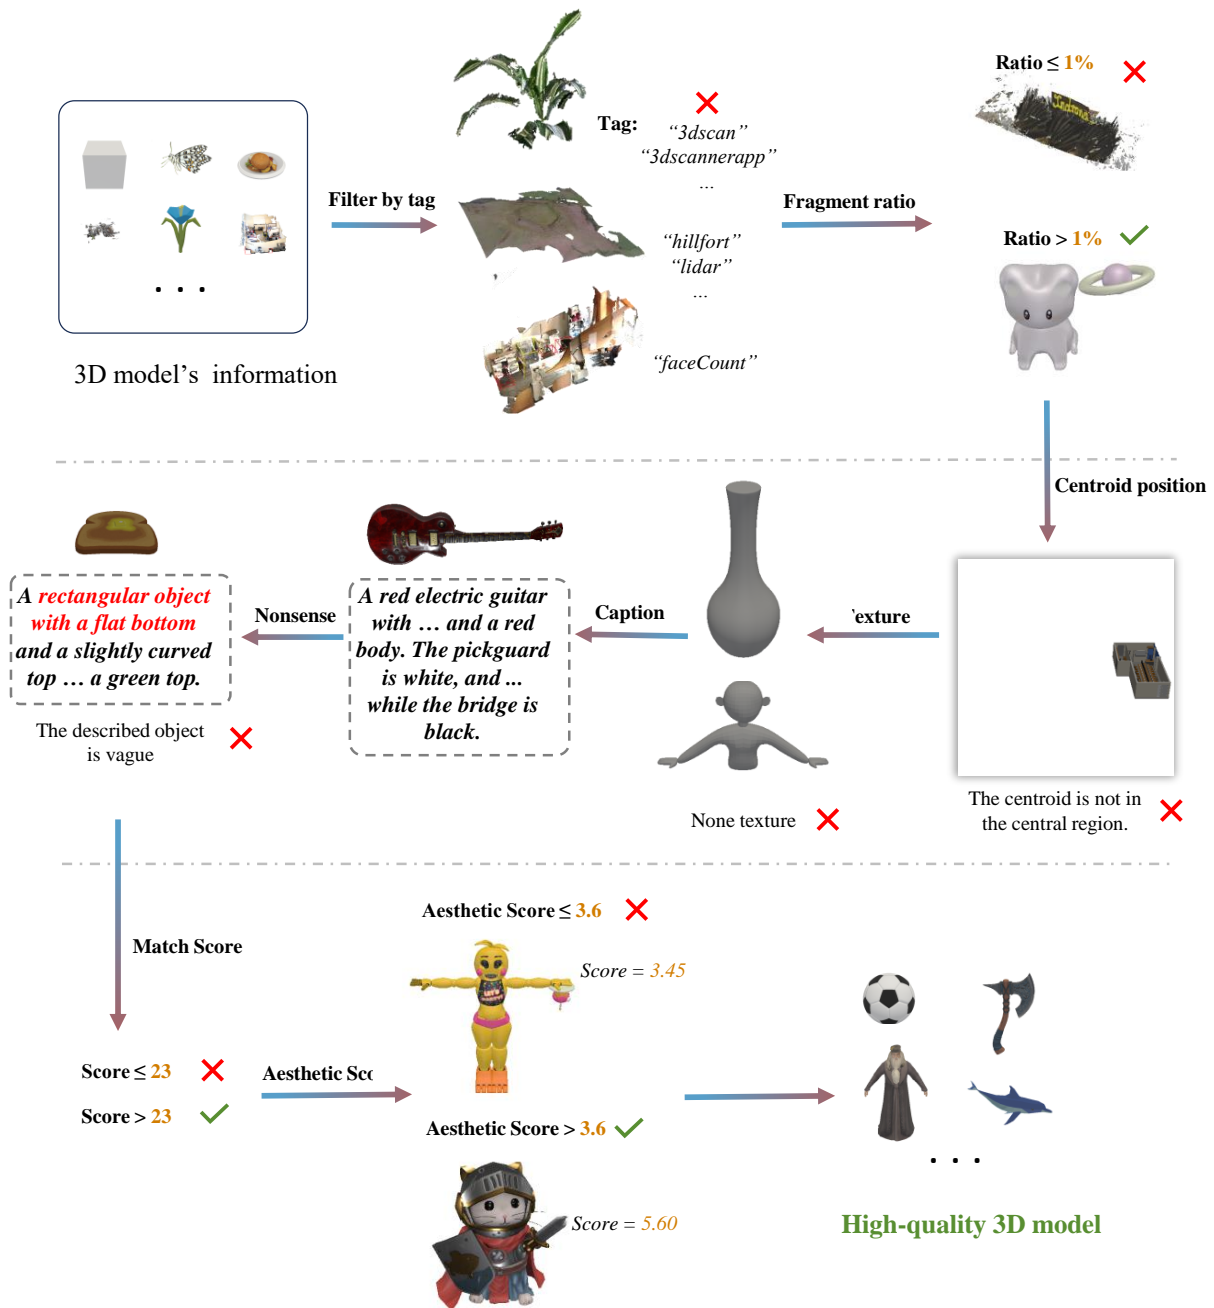 3D model's  information
Filter by tag
Tag:
"3dscan"
"3dscannerapp"
...
"hillfort"
"lidar"
...
"faceCount"
Fragment ratio
Ratio ≤ 1%
Ratio > 1%
Centroid position
The centroid is not in
the central region.
exture
None texture
Caption
A red electric guitar
with … and a red
body. The pickguard
is white, and ...
while the bridge is
black.
Nonsense
A rectangular object
with a flat bottom
and a slightly curved
top … a green top.
The described object
is vague
Match Score
Score ≤ 23
Score > 23
Aesthetic Sc
Aesthetic Score ≤ 3.6
Score = 3.45
Aesthetic Score > 3.6
Score = 5.60
. . .
High-quality 3D model